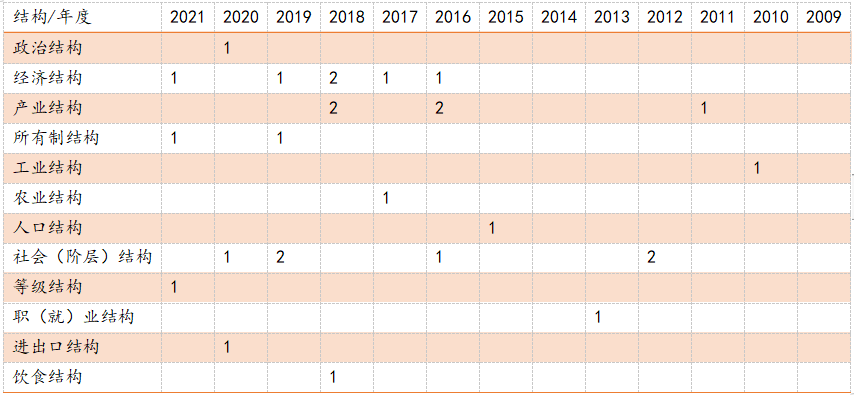 结构/年度 2021 2020 2019 2018 2017 2016 2015 2014 2013 2012 2011 2010 2009
政治结构 1
经济结构 1 1 2 1 1
产业结构 2 2 1
所有制结构 1 1
工业结构 1
农业结构 1
人口结构 1
社会（阶层）结构 1 2 1 2
等级结构 1
职（就）业结构 1
进出口结构 1
饮食结构 1